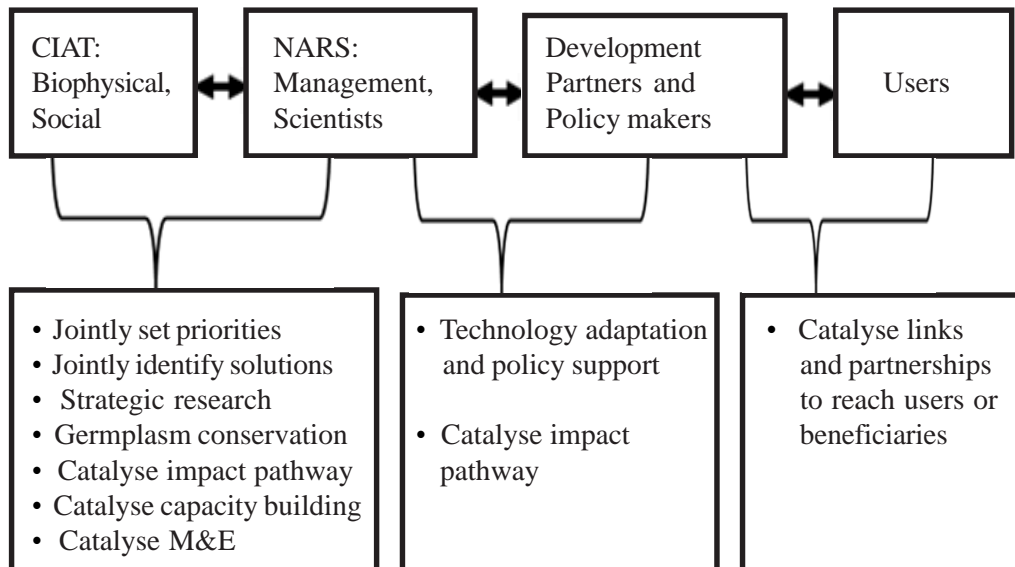 CIAT:
Biophysical,
Social
NARS:
Management,
Scientists
Development
Partners and
Policy makers
Users
• Jointly set priorities
• Jointly identify solutions
• Strategic research
• Germplasm conservation
• Catalyse impact pathway
• Catalyse capacity building
• Catalyse M&E
• Technology adaptation
and policy support
• Catalyse impact
pathway
• Catalyse links
and partnerships
to reach users or
beneficiaries